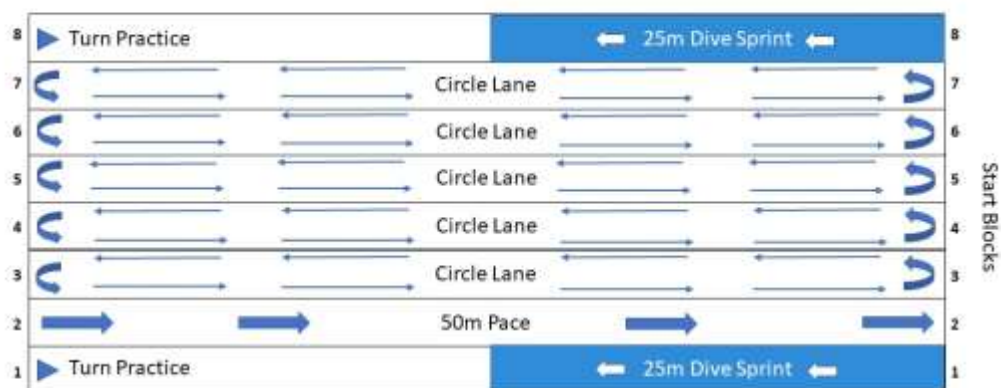 8 Turn Practice 25m Dive Sprint 8
7 Circle Lane 7
6 Circle Lane 6
5 Circle Lane 5
4 Circle Lane 4
3 Circle Lane 3
2 50m Pace 2
1 Turn Practice 25m Dive Sprint 1
Start Blocks